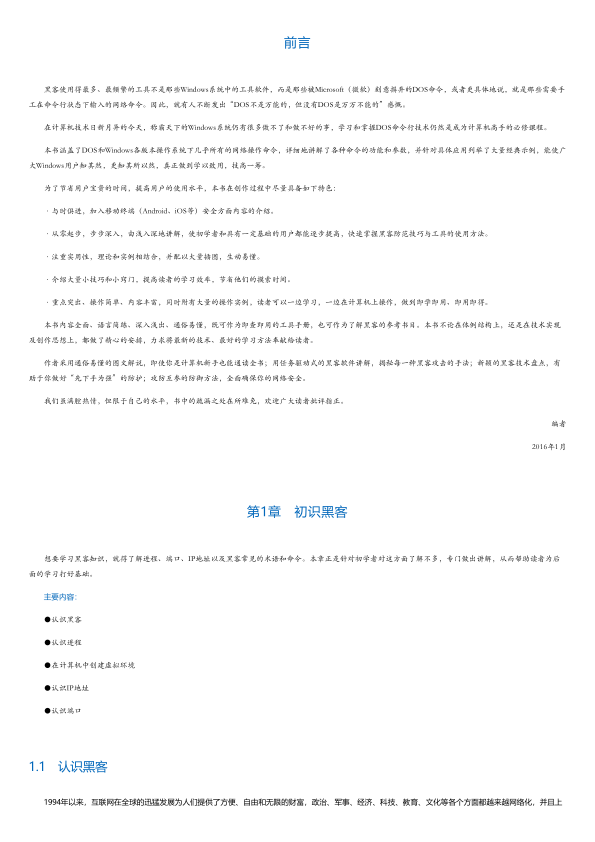 前言
黑客使用得最多、最频繁的工具不是那些Windows系统中的工具软件，而是那些被Microsoft（微软）刻意摒弃的DOS命令，或者更具体地说，就是那些需要手
工在命令行状态下输入的网络命令。因此，就有人不断发出“DOS不是万能的，但没有DOS是万万不能的”感慨。
在计算机技术日新月异的今天，称霸天下的Windows系统仍有很多做不了和做不好的事，学习和掌握DOS命令行技术仍然是成为计算机高手的必修课程。
本书涵盖了DOS和Windows各版本操作系统下几乎所有的网络操作命令，详细地讲解了各种命令的功能和参数，并针对具体应用列举了大量经典示例，能使广
大Windows用户知其然，更知其所以然，真正做到学以致用，技高一筹。
为了节省用户宝贵的时间，提高用户的使用水平，本书在创作过程中尽量具备如下特色：
·与时俱进，加入移动终端（Android、iOS等）安全方面内容的介绍。
·从零起步，步步深入，由浅入深地讲解，使初学者和具有一定基础的用户都能逐步提高，快速掌握黑客防范技巧与工具的使用方法。
·注重实用性，理论和实例相结合，并配以大量插图，生动易懂。
·介绍大量小技巧和小窍门，提高读者的学习效率，节省他们的摸索时间。
·重点突出、操作简单、内容丰富，同时附有大量的操作实例，读者可以一边学习，一边在计算机上操作，做到即学即用、即用即得。
本书内容全面、语言简练、深入浅出、通俗易懂，既可作为即查即用的工具手册，也可作为了解黑客的参考书目。本书不论在体例结构上，还是在技术实现
及创作思想上，都做了精心的安排，力求将最新的技术、最好的学习方法奉献给读者。
作者采用通俗易懂的图文解说，即使你是计算机新手也能通读全书；用任务驱动式的黑客软件讲解，揭秘每一种黑客攻击的手法；新颖的黑客技术盘点，有
助于你做好“先下手为强”的防护；攻防互参的防御方法，全面确保你的网络安全。
我们虽满腔热情，但限于自己的水平，书中的疏漏之处在所难免，欢迎广大读者批评指正。
编者
2016年1月
第1章　初识黑客
想要学习黑客知识，就得了解进程、端口、IP地址以及黑客常见的术语和命令。本章正是针对初学者对这方面了解不多，专门做出讲解，从而帮助读者为后
面的学习打好基础。
主要内容：
●认识黑客
●认识进程
●在计算机中创建虚拟环境
●认识IP地址
●认识端口
1.1　认识黑客
1994年以来，互联网在全球的迅猛发展为人们提供了方便、自由和无限的财富，政治、军事、经济、科技、教育、文化等各个方面都越来越网络化，并且上